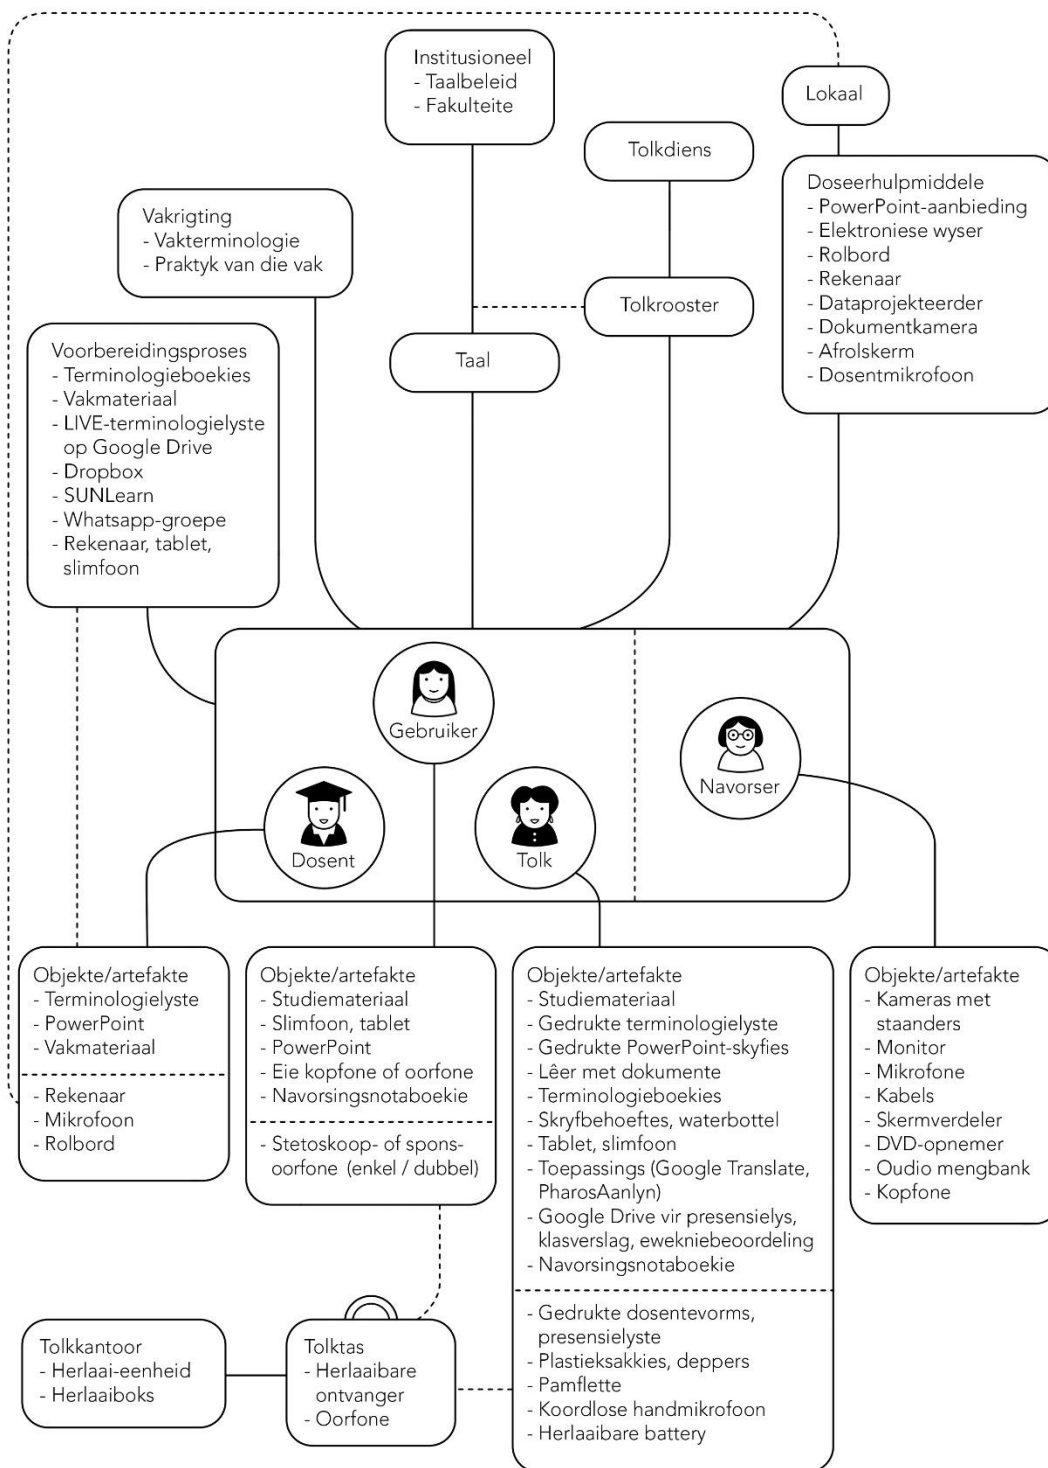 Institusioneel
- Taalbeleid
- Fakulteite
Lokaal
Tolkdiens
Doseerhulpmiddele
- PowerPoint-aanbieding
- Elektroniese wyser
- Rolbord
- Rekenaar
- Dataprojekteerder
- Dokumentkamera
- Afrolskerm
- Dosentmikrofoon
Vakrigting
- Vakterminologie
- Praktyk van die vak
Tolkrooster
Taal
Voorbereidingsproses
- Terminologieboekies
- Vakmateriaal
- LIVE-terminologielyste
op Google Drive
- Dropbox
- SUNLearn
- Whatsapp-groepe
- Rekenaar, tablet,
slimfoon
Gebruiker
Navorser
Dosent
Tolk
Objekte/artefakte
- Terminologielyste
- PowerPoint
- Vakmateriaal
- Rekenaar
- Mikrofoon
- Rolbord
Objekte/artefakte
- Studiemateriaal
- Slimfoon, tablet
- PowerPoint
- Eie kopfone of oorfone
- Navorsingsnotaboekie
- Stetoskoop- of spons-
oorfone (enkel / dubbel)
Objekte/artefakte
- Studiemateriaal
- Gedrukte terminologielyste
- Gedrukte PowerPoint-skyfies
- Lêer met dokumente
- Terminologieboekies
- Skryfbehoeftes, waterbottel
- Tablet, slimfoon
- Toepassings (Google Translate,
PharosAanlyn)
- Google Drive vir presensielys,
klasverslag, ewekniebeoordeling
- Navorsingsnotaboekie
- Gedrukte dosentevorms,
presensielyste
- Plastieksakkies, deppers
- Pamflette
- Koordlose handmikrofoon
- Herlaaibare battery
Objekte/artefakte
- Kameras met
staanders
- Monitor
- Mikrofone
- Kabels
- Skermverdeler
- DVD-opnemer
- Oudio mengbank
- Kopfone
Tolkkantoor
- Herlaai-eenheid
- Herlaaiboks
Tolktas
- Herlaaibare
ontvanger
- Oorfone